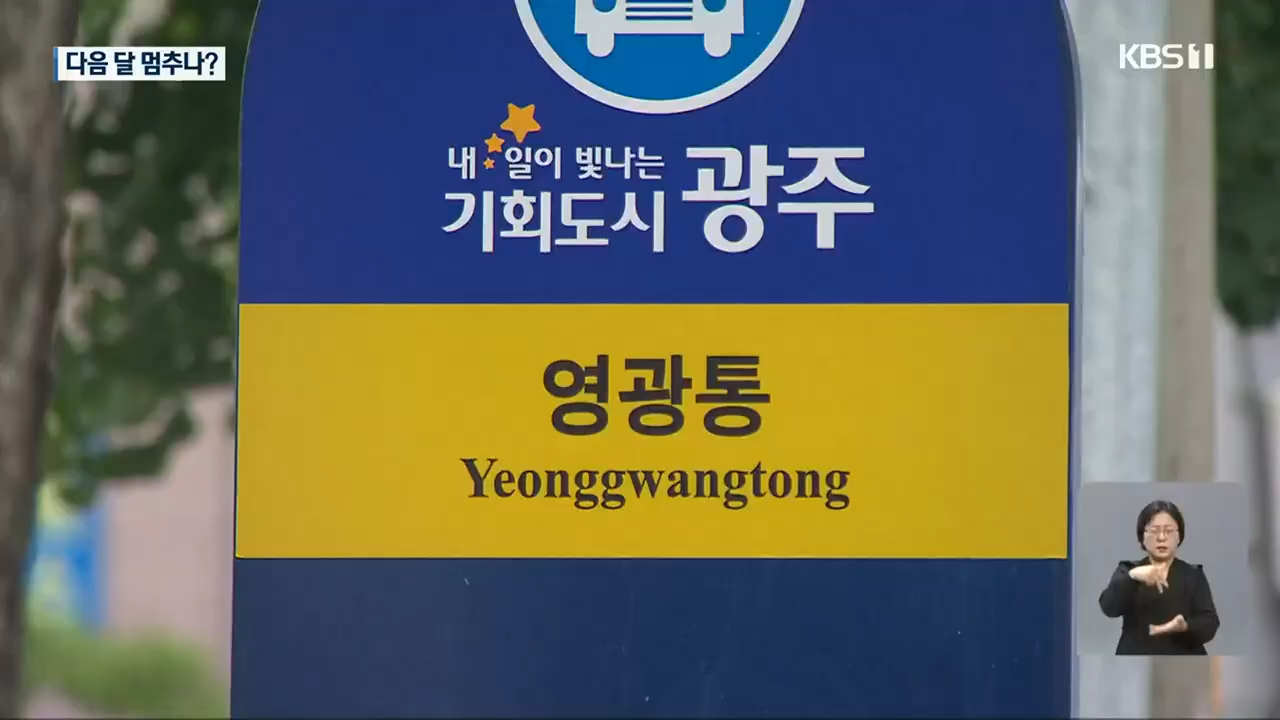 다음 달 멈추나?
KBS 1
내 일이 빛나는
기회도시 광주
영광통
Yeonggwangtong